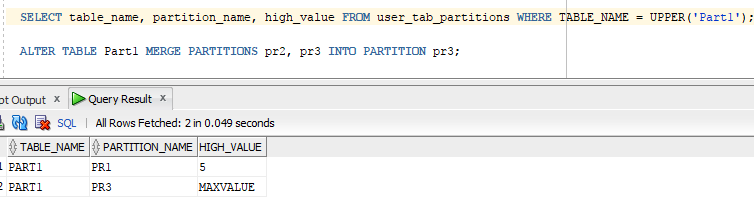 SELECT table_name, partition_name, high_value FROM user_tab_partitions WHERE TABLE_NAME = UPPER('Part1');
ALTER TABLE Part1 MERGE PARTITIONS pr2, pr3 INTO PARTITION pr3;
ot Output x Query Result x
SQL | All Rows Fetched: 2 in 0.049 seconds
TABLE_NAME PARTITION_NAME HIGH_VALUE
1 PART1 PR1 5
2 PART1 PR3 MAXVALUE